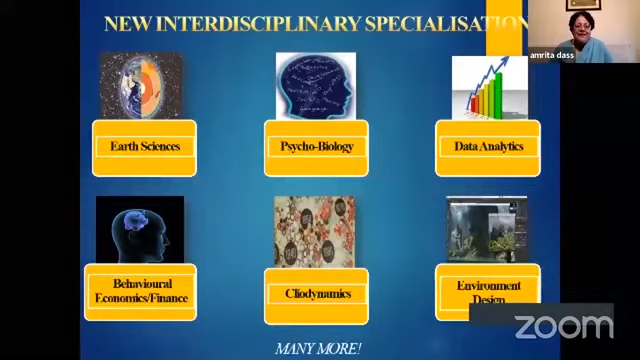 NEW INTERDISCIPLINARY SPECIALISATION
amrita dass
Earth Sciences
Psycho-Biology
Data Analytics
Behavioural
Economics/Finance
Cliodynamics
Environment
Design
zoom
MANY MORE!